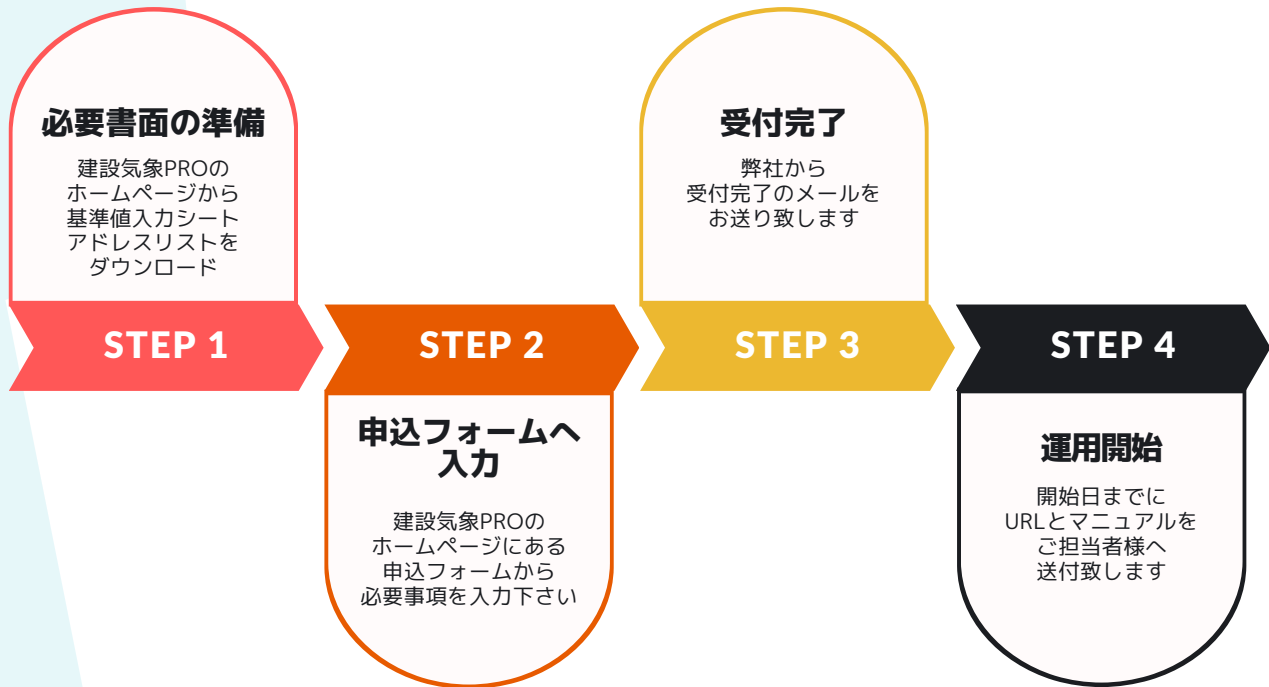 必要書面の準備
建設気象PROの
ホームページから
基準値入力シート
アドレスリストを
ダウンロード
STEP 1
STEP 2
申込フォームへ
入力
建設気象PROの
ホームページにある
申込フォームから
必要事項を入力下さい
受付完了
弊社から
受付完了のメールを
お送り致します
STEP 3
STEP 4
運用開始
開始日までに
URLとマニュアルを
ご担当者様へ
送付致します